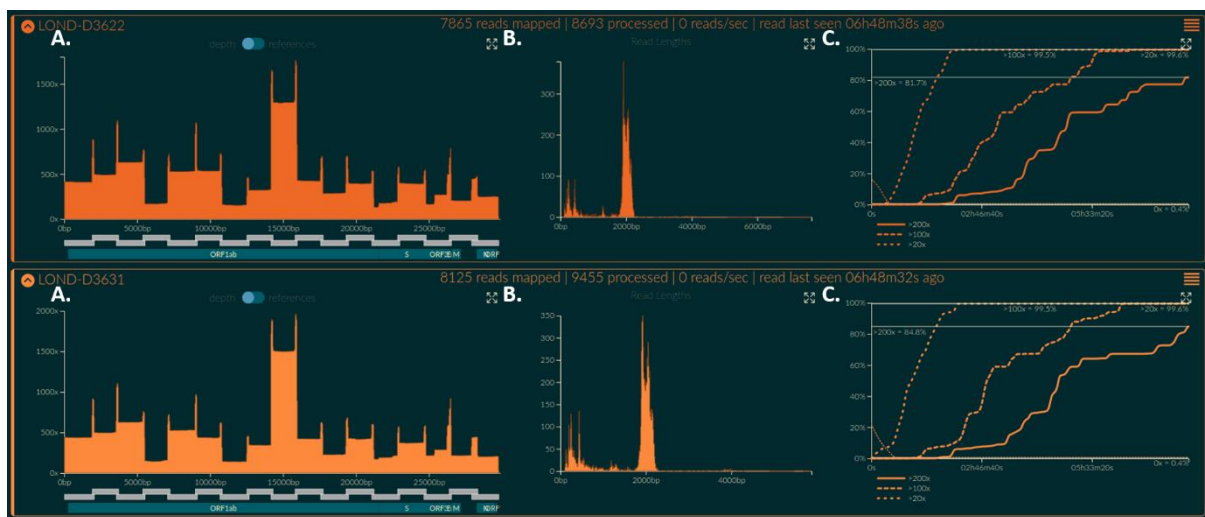 LOND-D3622
7865 reads mapped | 8693 processed | 0 reads/sec | read last seen 06h48m38s ago
A.
depth references
1500x
1000x
500x
0x
0bp 5000bp 10000bp 15000bp 20000bp 25000bp
ORF1ab S M
B.
Read Lengths
300
200
100
0
0bp 2000bp 4000bp 6000bp
C.
100%
80%
60%
40%
20%
0%
>100x = 99.5%
>20x = 99.6%
>200x = 81.7%
0x = 0.4%
0s 02h46m40s 05h33m20s
>200x
>100x
>20x
LOND-D3631
8125 reads mapped | 9455 processed | 0 reads/sec | read last seen 06h48m32s ago
A.
depth references
2000x
1500x
1000x
500x
0x
0bp 5000bp 10000bp 15000bp 20000bp 25000bp
ORF1ab S M
B.
Read Lengths
350
300
250
200
150
100
50
0
0bp 2000bp 4000bp 6000bp
C.
100%
80%
60%
40%
20%
0%
>100x = 99.5%
>20x = 99.6%
>200x = 84.8%
0x = 0.4%
0s 02h46m40s 05h33m20s
>200x
>100x
>20x